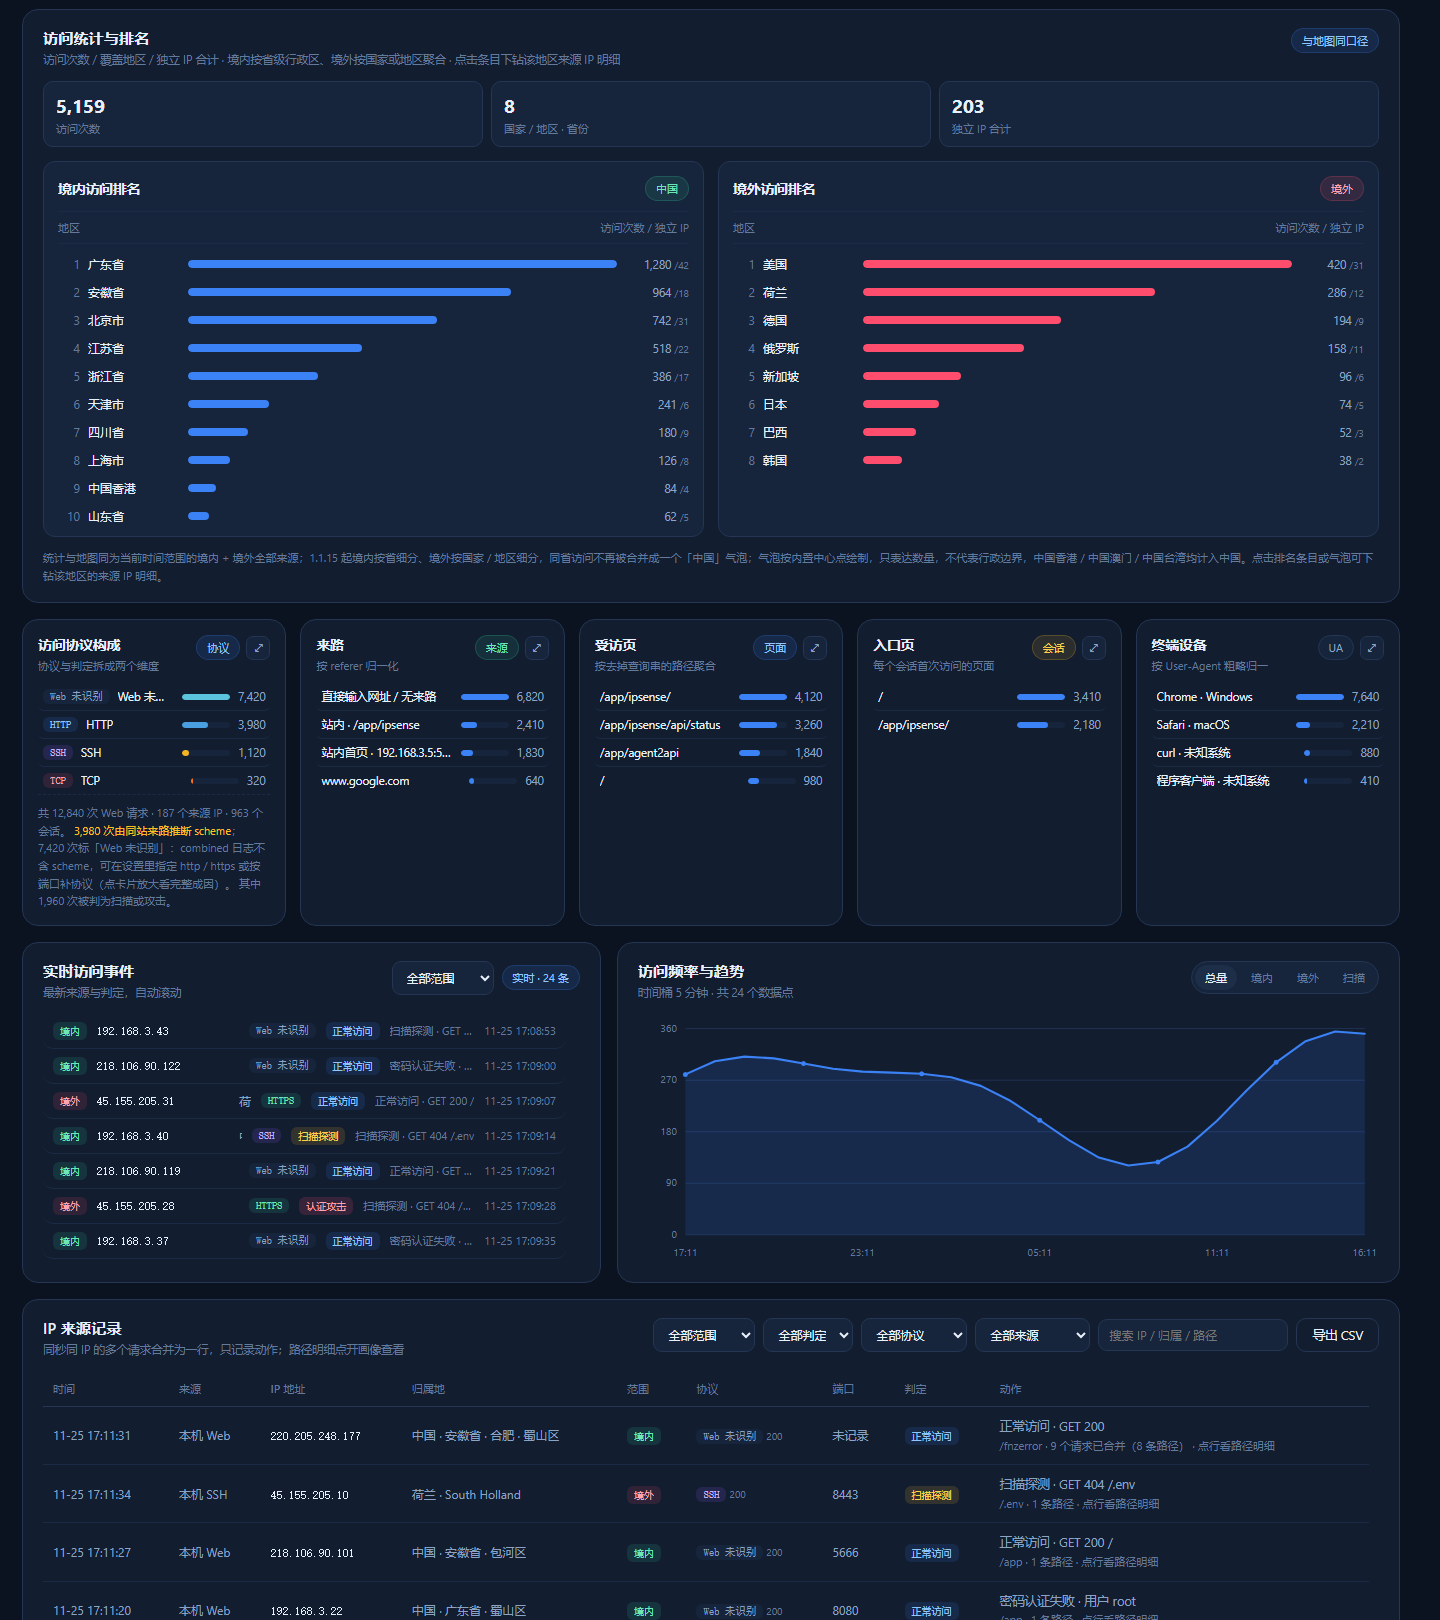 访问统计与排名
访问次数 / 覆盖地区 / 独立 IP 合计 · 境内按省级行政区、境外按国家或地区聚合 · 点击条目下钻该地区来源 IP 明细
与地图同口径
5,159
访问次数
8
国家 / 地区 · 省份
203
独立 IP 合计
境内访问排名
中国
地区
访问次数 / 独立 IP
1 广东省 1,280 /42
2 安徽省 964 /18
3 北京市 742 /31
4 江苏省 518 /22
5 浙江省 386 /17
6 天津市 241 /6
7 四川省 180 /9
8 上海市 126 /8
9 中国香港 84 /4
10 山东省 62 /5
境外访问排名
境外
地区
访问次数 / 独立 IP
1 美国 420 /31
2 荷兰 286 /12
3 德国 194 /9
4 俄罗斯 158 /11
5 新加坡 96 /6
6 日本 74 /5
7 巴西 52 /3
8 韩国 38 /2
统计与地图同为当前时间范围的境内 + 境外全部来源；1.1.15 起境内按省细分、境外按国家 / 地区细分，同省访问不再被合并成一个「中国」气泡；气泡按内置中心点绘制，只表达数量，不代表行政边界，中国香港 / 中国澳门 / 中国台湾均计入中国。点击排名条目或气泡可下
钻该地区的来源 IP 明细。
访问协议构成
协议
⤢
协议与判定拆成两个维度
Web 未识别 Web 未... 7,420
HTTP HTTP 3,980
SSH SSH 1,120
TCP TCP 320
共 12,840 次 Web 请求 · 187 个来源 IP · 963 个
会话。 3,980 次由同站来路推断 scheme；
7,420 次标「Web 未识别」：combined 日志不
含 scheme，可在设置里指定 http / https 或按
端口补协议（点卡片放大看完整成因）。 其中
1,960 次被判为扫描或攻击。
来路
来源
⤢
按 referer 归一化
直接输入网址 / 无来路 6,820
站内 · /app/ipsense 2,410
站内首页 · 192.168.3.5:5... 1,830
www.google.com 640
受访页
页面
⤢
按去掉查询串的路径聚合
/app/ipsense/ 4,120
/app/ipsense/api/status 3,260
/app/agent2api 1,840
/ 980
入口页
会话
⤢
每个会话首次访问的页面
/ 3,410
/app/ipsense/ 2,180
终端设备
UA
⤢
按 User-Agent 粗略归一
Chrome · Windows 7,640
Safari · macOS 2,210
curl · 未知系统 880
程序客户端 · 未知系统 410
实时访问事件
最新来源与判定，自动滚动
全部范围
实时 · 24 条
境内 192.168.3.43 Web 未识别 正常访问 扫描探测 · GET ... 11-25 17:08:53
境内 218.106.90.122 Web 未识别 正常访问 密码认证失败 · ... 11-25 17:09:00
境外 45.155.205.31 荷 HTTPS 正常访问 正常访问 · GET 200 / 11-25 17:09:07
境内 192.168.3.40 SSH 扫描探测 扫描探测 · GET 404 /.env 11-25 17:09:14
境内 218.106.90.119 Web 未识别 正常访问 正常访问 · GET ... 11-25 17:09:21
境外 45.155.205.28 HTTPS 认证攻击 扫描探测 · GET 404 /... 11-25 17:09:28
境内 192.168.3.37 Web 未识别 正常访问 密码认证失败 · ... 11-25 17:09:35
访问频率与趋势
时间桶 5 分钟 · 共 24 个数据点
总量 境内 境外 扫描
360
270
180
90
0
17:11 23:11 05:11 11:11 16:11
IP 来源记录
同秒同 IP 的多个请求合并为一行，只记录动作；路径明细点开画像查看
全部范围 全部判定 全部协议 全部来源 搜索 IP / 归属 / 路径 导出 CSV
时间 来源 IP 地址 归属地 范围 协议 端口 判定 动作
11-25 17:11:31 本机 Web 220.205.248.177 中国 · 安徽省 · 合肥 · 蜀山区 境内 Web 未识别 200 未记录 正常访问 正常访问 · GET 200
/fnzerror · 9 个请求已合并（8 条路径） · 点行看路径明细
11-25 17:11:34 本机 SSH 45.155.205.10 荷兰 · South Holland 境外 SSH 200 8443 扫描探测 扫描探测 · GET 404 /.env
/.env · 1 条路径 · 点行看路径明细
11-25 17:11:27 本机 Web 218.106.90.101 中国 · 安徽省 · 包河区 境内 Web 未识别 200 5666 正常访问 正常访问 · GET 200 /
/app · 1 条路径 · 点行看路径明细
11-25 17:11:20 本机 Web 192.168.3.22 中国 · 广东省 · 蜀山区 境内 Web 未识别 200 8080 正常访问 密码认证失败 · 用户 root